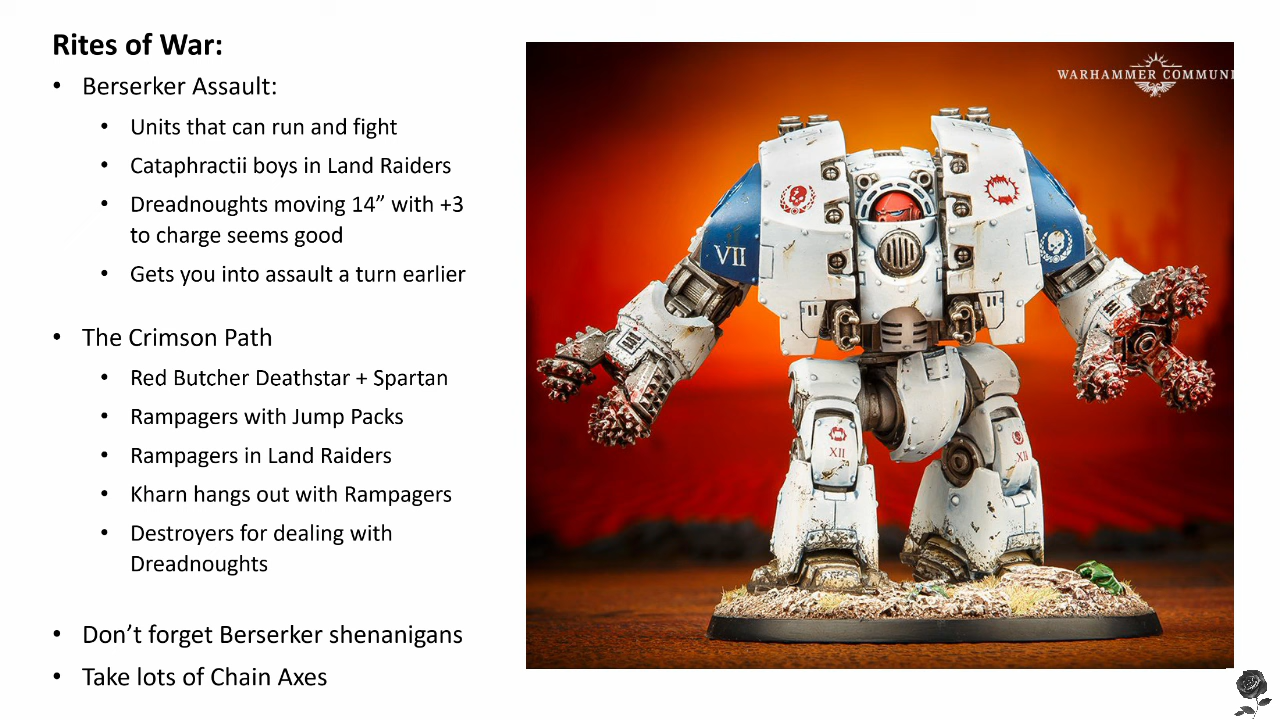 Rites of War:
• Berserker Assault:
• Units that can run and fight
• Cataphractii boys in Land Raiders
• Dreadnoughts moving 14” with +3
to charge seems good
• Gets you into assault a turn earlier
• The Crimson Path
• Red Butcher Deathstar + Spartan
• Rampagers with Jump Packs
• Rampagers in Land Raiders
• Kharn hangs out with Rampagers
• Destroyers for dealing with
Dreadnoughts
• Don’t forget Berserker shenanigans
• Take lots of Chain Axes
WARHAMMER COMMUNI
VII
XII
XII